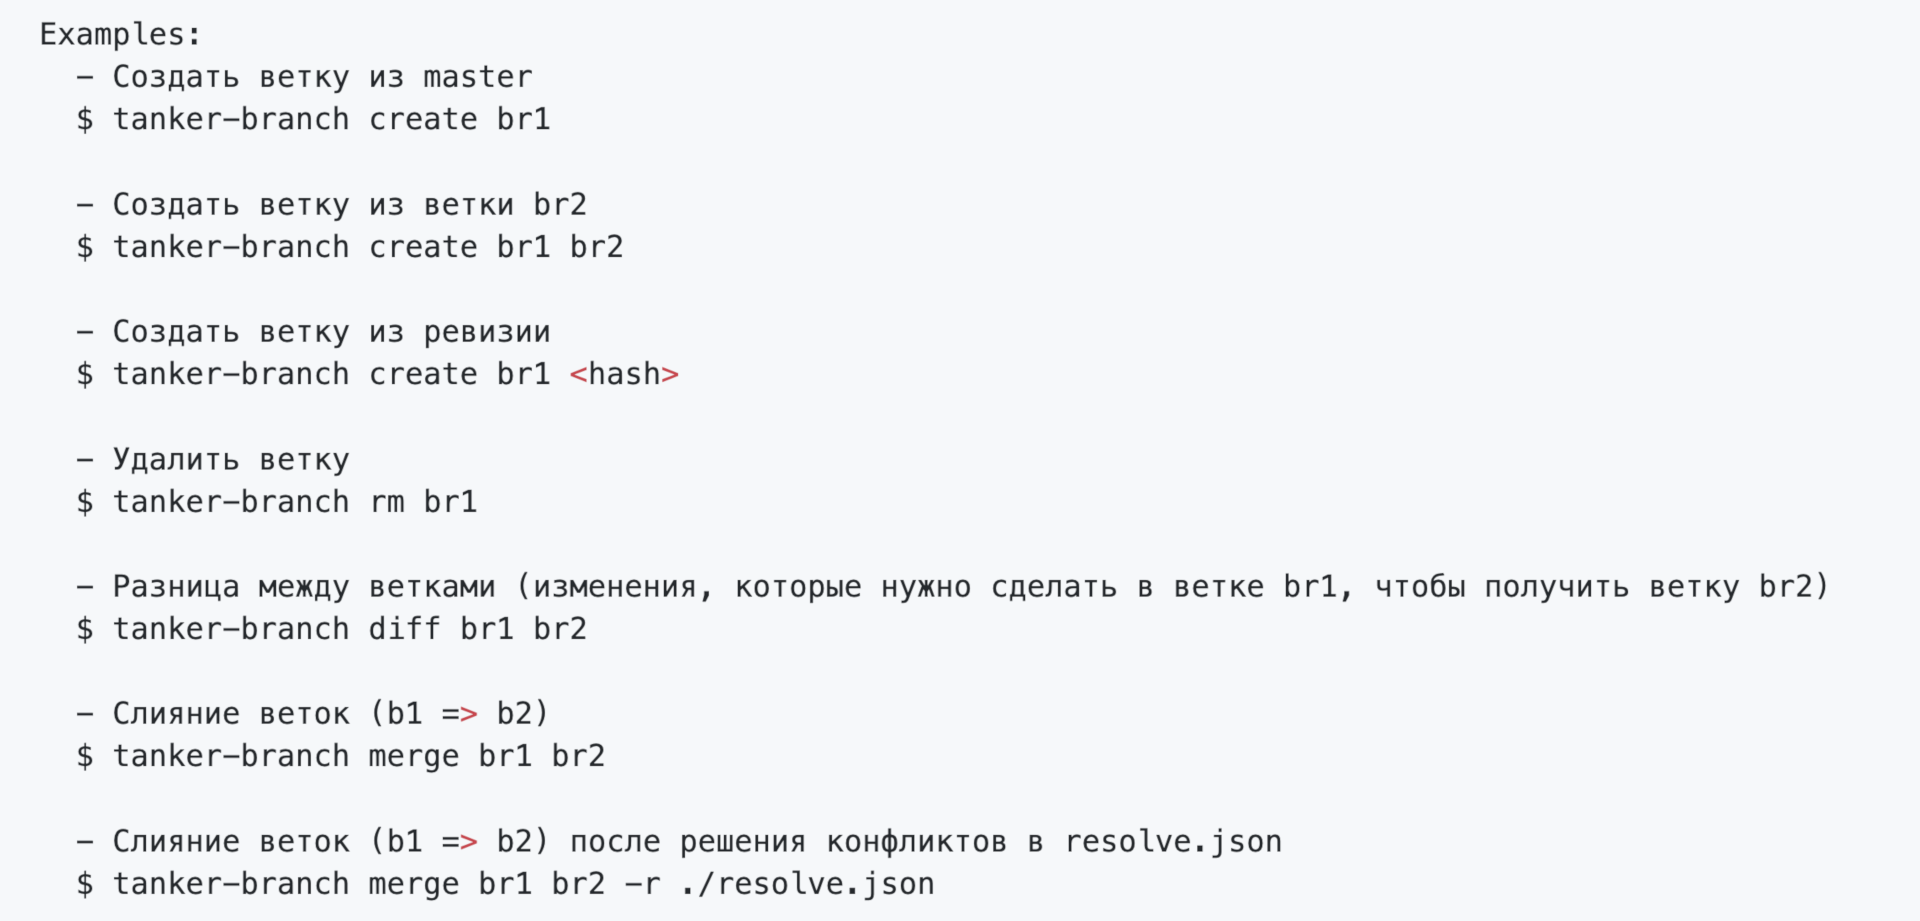 Examples:
– Создать ветку из master
$ tanker-branch create br1
– Создать ветку из ветки br2
$ tanker-branch create br1 br2
– Создать ветку из ревизии
$ tanker-branch create br1 <hash>
– Удалить ветку
$ tanker-branch rm br1
– Разница между ветками (изменения, которые нужно сделать в ветке br1, чтобы получить ветку br2)
$ tanker-branch diff br1 br2
– Слияние веток (b1 => b2)
$ tanker-branch merge br1 br2
– Слияние веток (b1 => b2) после решения конфликтов в resolve.json
$ tanker-branch merge br1 br2 -r ./resolve.json